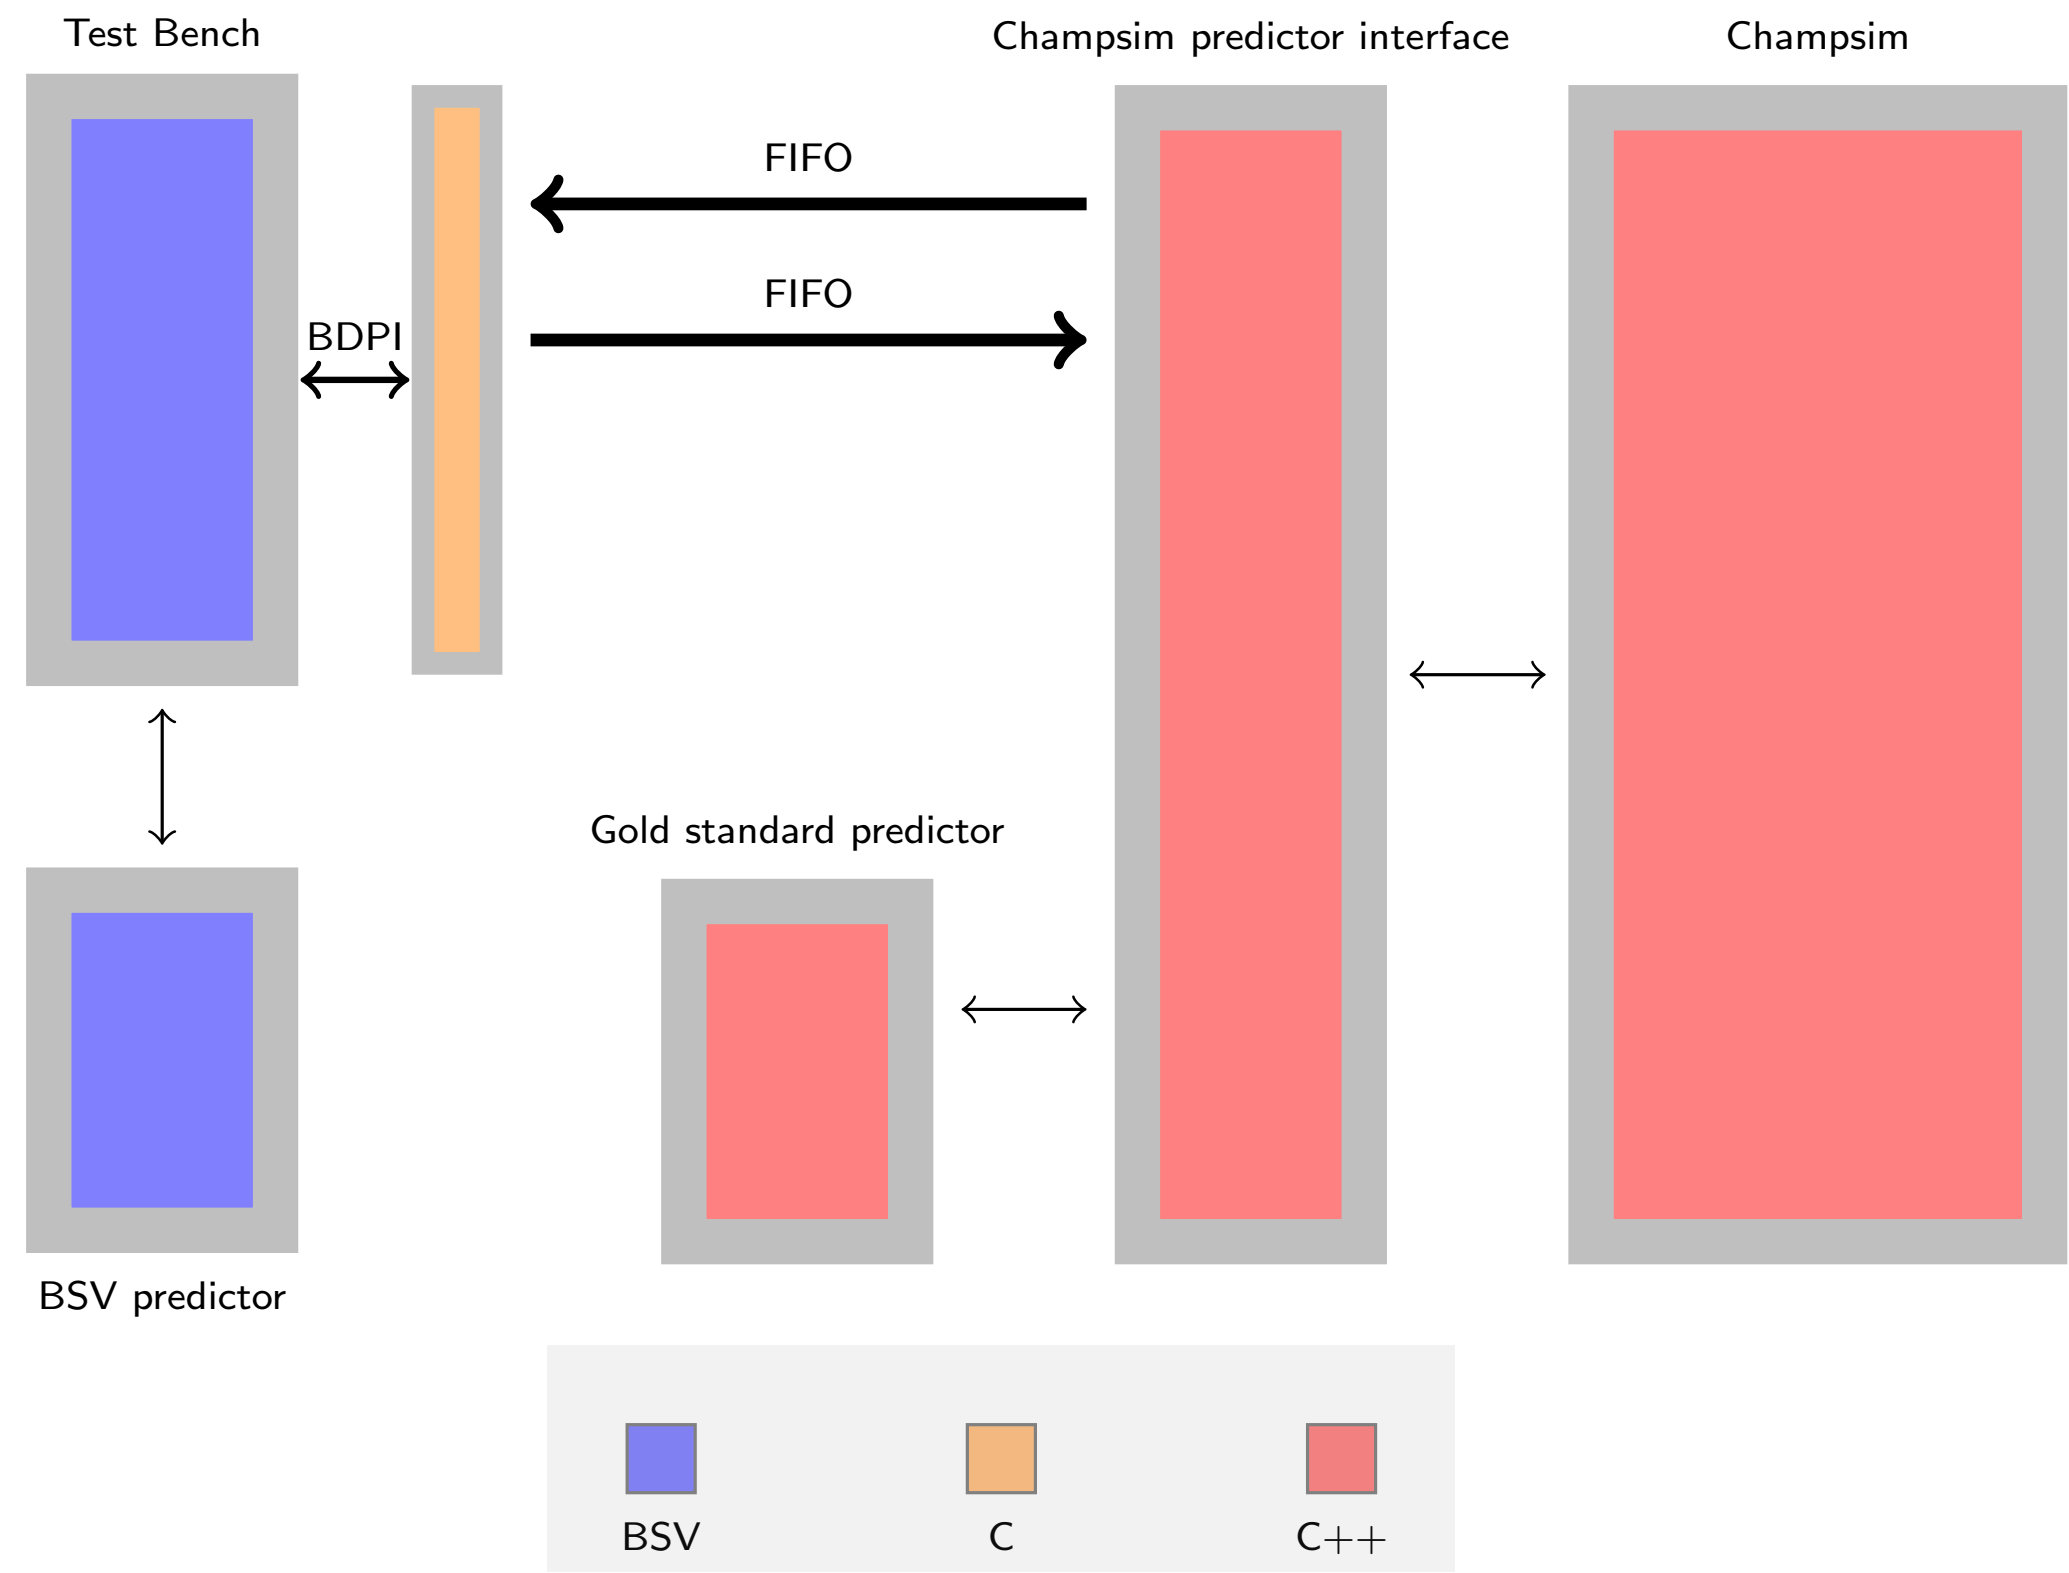 Test Bench
Champsim predictor interface
Champsim
FIFO
FIFO
BDPI
Gold standard predictor
BSV predictor
BSV
C
C++